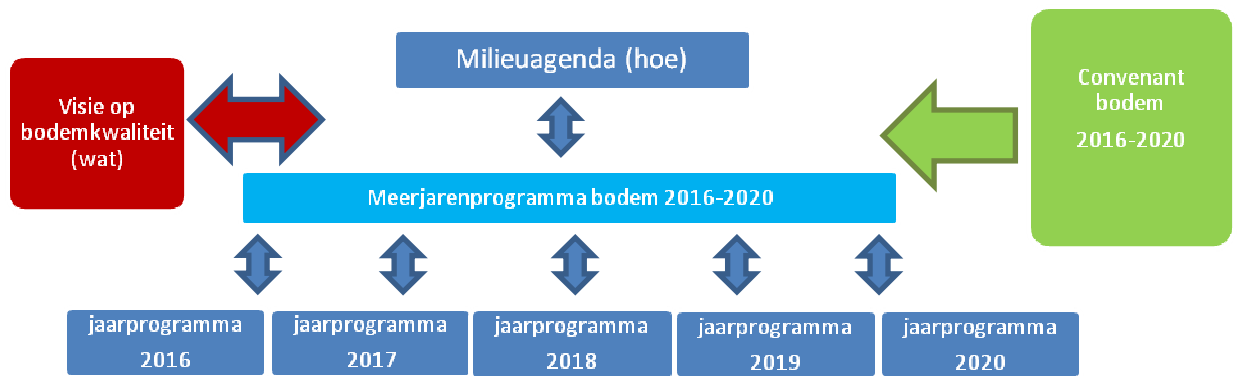 Milieuagenda (hoe)
Visie op
bodemkwaliteit
(wat)
Convenant
bodem
2016-2020
Meerjarenprogramma bodem 2016-2020
jaarprogramma
2016
jaarprogramma
2017
jaarprogramma
2018
jaarprogramma
2019
jaarprogramma
2020